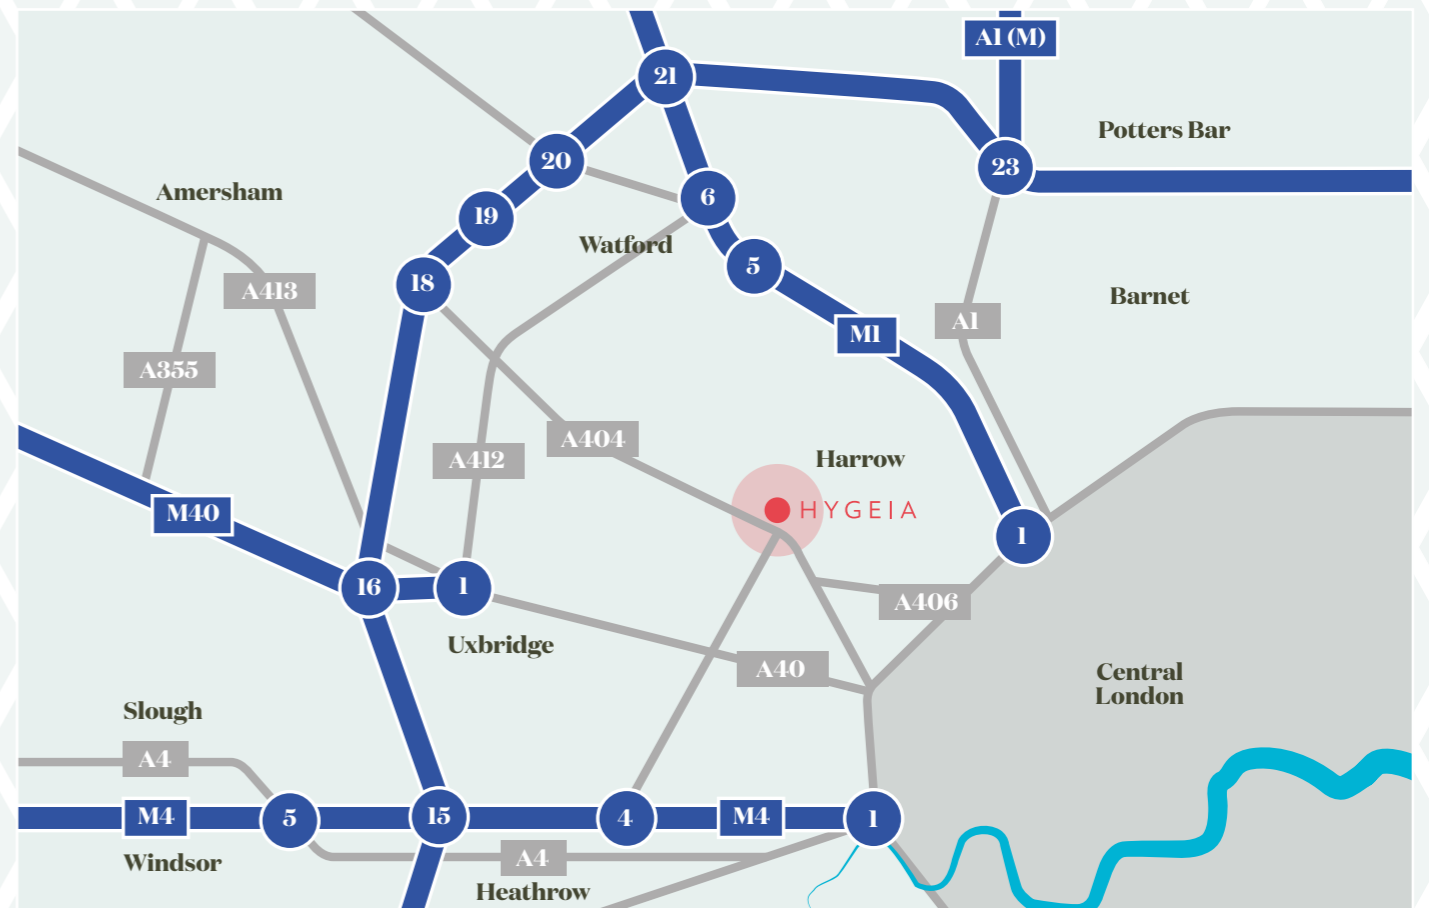 A1 (M)
21
Potters Bar
20
23
Amersham
6
19
Watford
5
18
A413
Barnet
A1
M1
A355
A404
Harrow
A412
M40
HYGEIA
1
16
1
A406
Uxbridge
A40
Central
London
Slough
A4
M4
5
15
4
M4
1
Windsor
A4
Heathrow